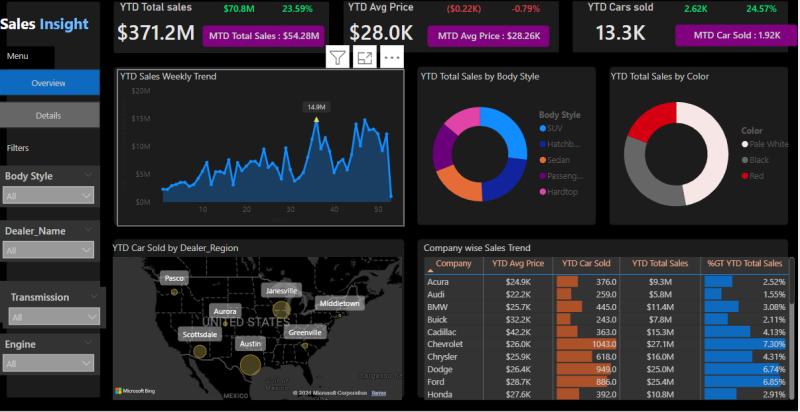 Sales Insight
Menu
Overview
Details
Filters
Body Style
All
Dealer_Name
All
Transmission
All
Engine
All
YTD Total sales $70.8M 23.59%
$371.2M MTD Total Sales : $54.28M
YTD Avg Price ($0.22K) -0.79%
$28.0K MTD Avg Price : $28.26K
YTD Cars sold 2.62K 24.57%
13.3K MTD Car Sold : 1.92K
YTD Sales Weekly Trend
$20M
$15M
$10M
$5M
$0M
14.9M
10 20 30 40 50
YTD Total Sales by Body Style
Body Style
SUV
Hatchb...
Sedan
Passeng...
Hardtop
YTD Total Sales by Color
Color
Pale White
Black
Red
YTD Car Sold by Dealer_Region
Pasco
Janesville
Middletown
Aurora
UNITED STATES
Scottsdale
Greenville
Austin
Gulf of
Mexico
MEXICO
Microsoft Bing
© 2024 Microsoft Corporation Terms
Company wise Sales Trend
Company YTD Avg Price YTD Car Sold YTD Total Sales %GT YTD Total Sales
Acura $24.9K 376.0 $9.3M 2.52%
Audi $22.2K 259.0 $5.8M 1.55%
BMW $25.7K 445.0 $11.4M 3.08%
Buick $32.2K 243.0 $7.8M 2.11%
Cadillac $42.2K 363.0 $15.3M 4.13%
Chevrolet $26.0K 1043.0 $27.1M 7.30%
Chrysler $25.9K 618.0 $16.0M 4.31%
Dodge $26.4K 949.0 $25.0M 6.74%
Ford $28.7K 886.0 $25.4M 6.85%
Honda $27.6K 392.0 $10.8M 2.91%